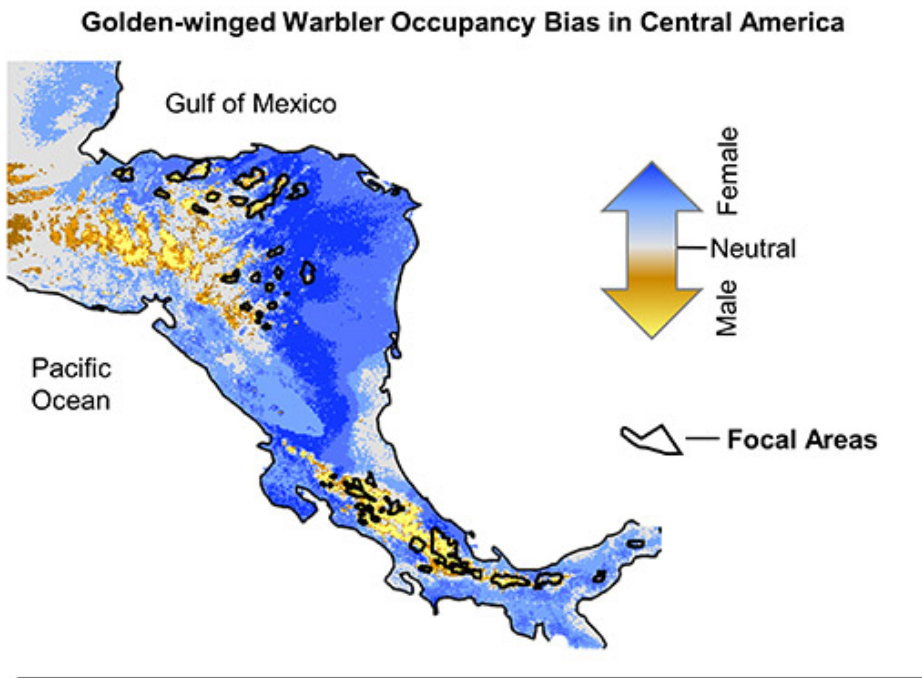 Golden-winged Warbler Occupancy Bias in Central America
Gulf of Mexico
Female
Neutral
Male
Pacific
Ocean
Focal Areas